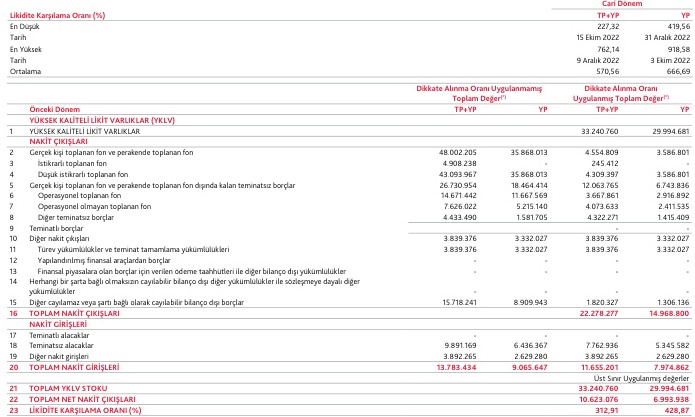 Cari Dönem
Likidite Karşılama Oranı (%) TP+YP YP
En Düşük 227,32 419,56
Tarih 15 Ekim 2022 31 Aralık 2022
En Yüksek 762,14 918,58
Tarih 9 Aralık 2022 3 Ekim 2022
Ortalama 570,56 666,69
Dikkate Alınma Oranı Uygulanmamış Dikkate Alınma Oranı
Toplam Değer(*) Uygulanmış Toplam Değer(*)
Önceki Dönem TP+YP YP TP+YP YP
YÜKSEK KALİTELİ LİKİT VARLIKLAR (YKLV)
1 YÜKSEK KALİTELİ LİKİT VARLIKLAR 33.240.760 29.994.681
NAKİT ÇIKIŞLARI
2 Gerçek kişi toplanan fon ve perakende toplanan fon 48.002.205 35.868.013 4.554.809 3.586.801
3 İstikrarlı toplanan fon 4.908.238 - 245.412 -
4 Düşük istikrarlı toplanan fon 43.093.967 35.868.013 4.309.397 3.586.801
5 Gerçek kişi toplanan fon ve perakende toplanan fon dışında kalan teminatsız borçlar 26.730.954 18.464.414 12.063.765 6.743.836
6 Operasyonel toplanan fon 14.671.442 11.667.569 3.667.861 2.916.892
7 Operasyonel olmayan toplanan fon 7.626.022 5.215.140 4.073.633 2.411.535
8 Diğer teminatsız borçlar 4.433.490 1.581.705 4.322.271 1.415.409
9 Teminatlı borçlar - -
10 Diğer nakit çıkışları 3.839.376 3.332.027 3.839.376 3.332.027
11 Türev yükümlülükler ve teminat tamamlama yükümlülükleri 3.839.376 3.332.027 3.839.376 3.332.027
12 Yapılandırılmış finansal araçlardan borçlar - - - -
13 Finansal piyasalara olan borçlar için verilen ödeme taahhütleri ile diğer bilanço dışı yükümlülükler - - - -
14 Herhangi bir şarta bağlı olmaksızın cayılabilir bilanço dışı diğer yükümlülükler ile sözleşmeye dayalı diğer
yükümlülükler - - - -
15 Diğer cayılamaz veya şartlı bağlı olarak cayılabilir bilanço dışı borçlar 15.718.241 8.909.943 1.820.327 1.306.136
16 TOPLAM NAKİT ÇIKIŞLARI 22.278.277 14.968.800
NAKİT GİRİŞLERİ
17 Teminatlı alacaklar - - - -
18 Teminatsız alacaklar 9.891.169 6.436.367 7.762.936 5.345.582
19 Diğer nakit girişleri 3.892.265 2.629.280 3.892.265 2.629.280
20 TOPLAM NAKİT GİRİŞLERİ 13.783.434 9.065.647 11.655.201 7.974.862
Üst Sınır Uygulanmış değerler
21 TOPLAM YKLV STOKU 33.240.760 29.994.681
22 TOPLAM NET NAKİT ÇIKIŞLARI 10.623.076 6.993.938
23 LİKİDİTE KARŞILAMA ORANI (%) 312,91 428,87